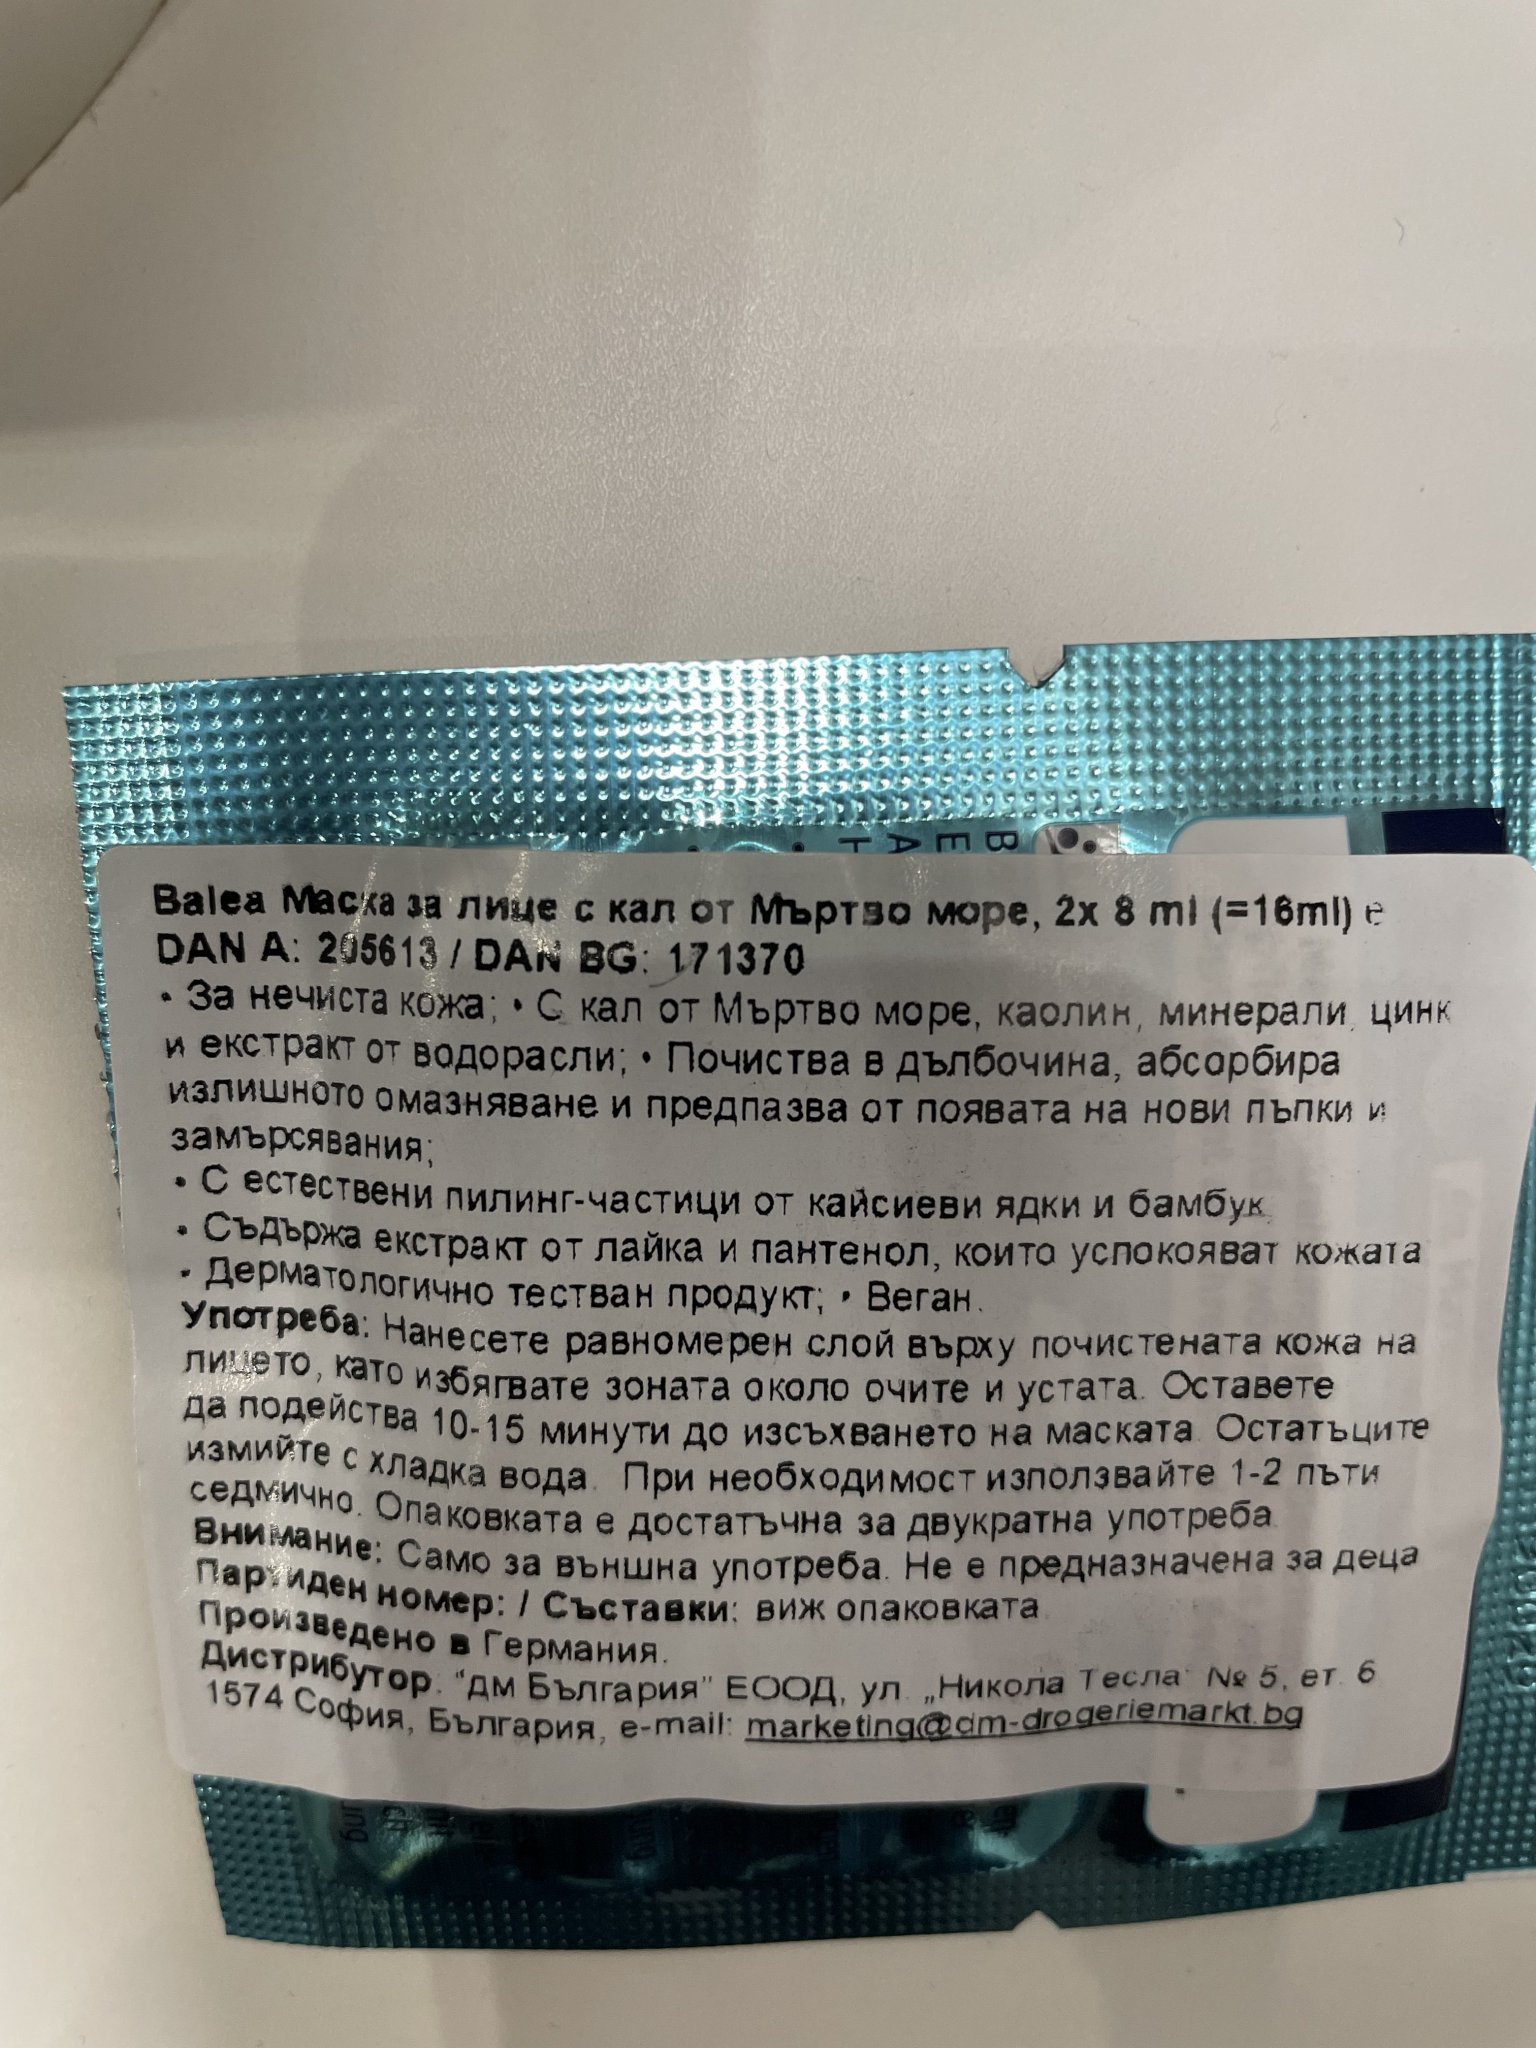 BEAH
Balea Маска за лице с кал от Мъртво море, 2x 8 ml (=16ml) e
DAN A: 205613 / DAN BG: 171370
• За нечиста кожа; • С кал от Мъртво море, каолин, минерали, цинк
и екстракт от водорасли; • Почиства в дълбочина, абсорбира
излишното омазняване и предпазва от появата на нови пъпки и
замърсявания;
• С естествени пилинг-частици от кайсиеви ядки и бамбук
• Съдържа екстракт от лайка и пантенол, които успокояват кожата
• Дерматологично тестван продукт; • Веган.
Употреба: Нанесете равномерен слой върху почистената кожа на
лицето, като избягвате зоната около очите и устата. Оставете
да подейства 10-15 минути до изсъхването на маската. Остатъците
измийте с хладка вода. При необходимост използвайте 1-2 пъти
седмично. Опаковката е достатъчна за двукратна употреба.
Внимание: Само за външна употреба. Не е предназначена за деца
Партиден номер: / Съставки: виж опаковката
Произведено в Германия.
Дистрибутор: "дм България" ЕООД, ул. „Никола Тесла" № 5, ет. 6
1574 София, България, e-mail: marketing@dm-drogeriemarkt.bg